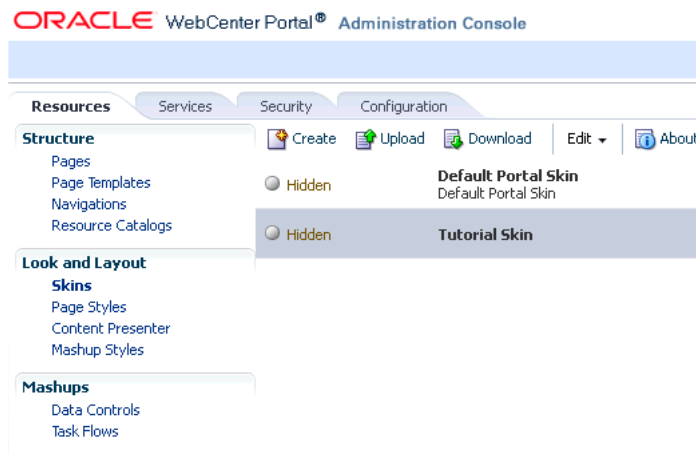 ORACLE WebCenter Portal® Administration Console
Resources Services Security Configuration
Structure
Pages
Page Templates
Navigations
Resource Catalogs
Look and Layout
Skins
Page Styles
Content Presenter
Mashup Styles
Mashups
Data Controls
Task Flows
Create Upload Download Edit About
Hidden Default Portal Skin
Default Portal Skin
Hidden Tutorial Skin